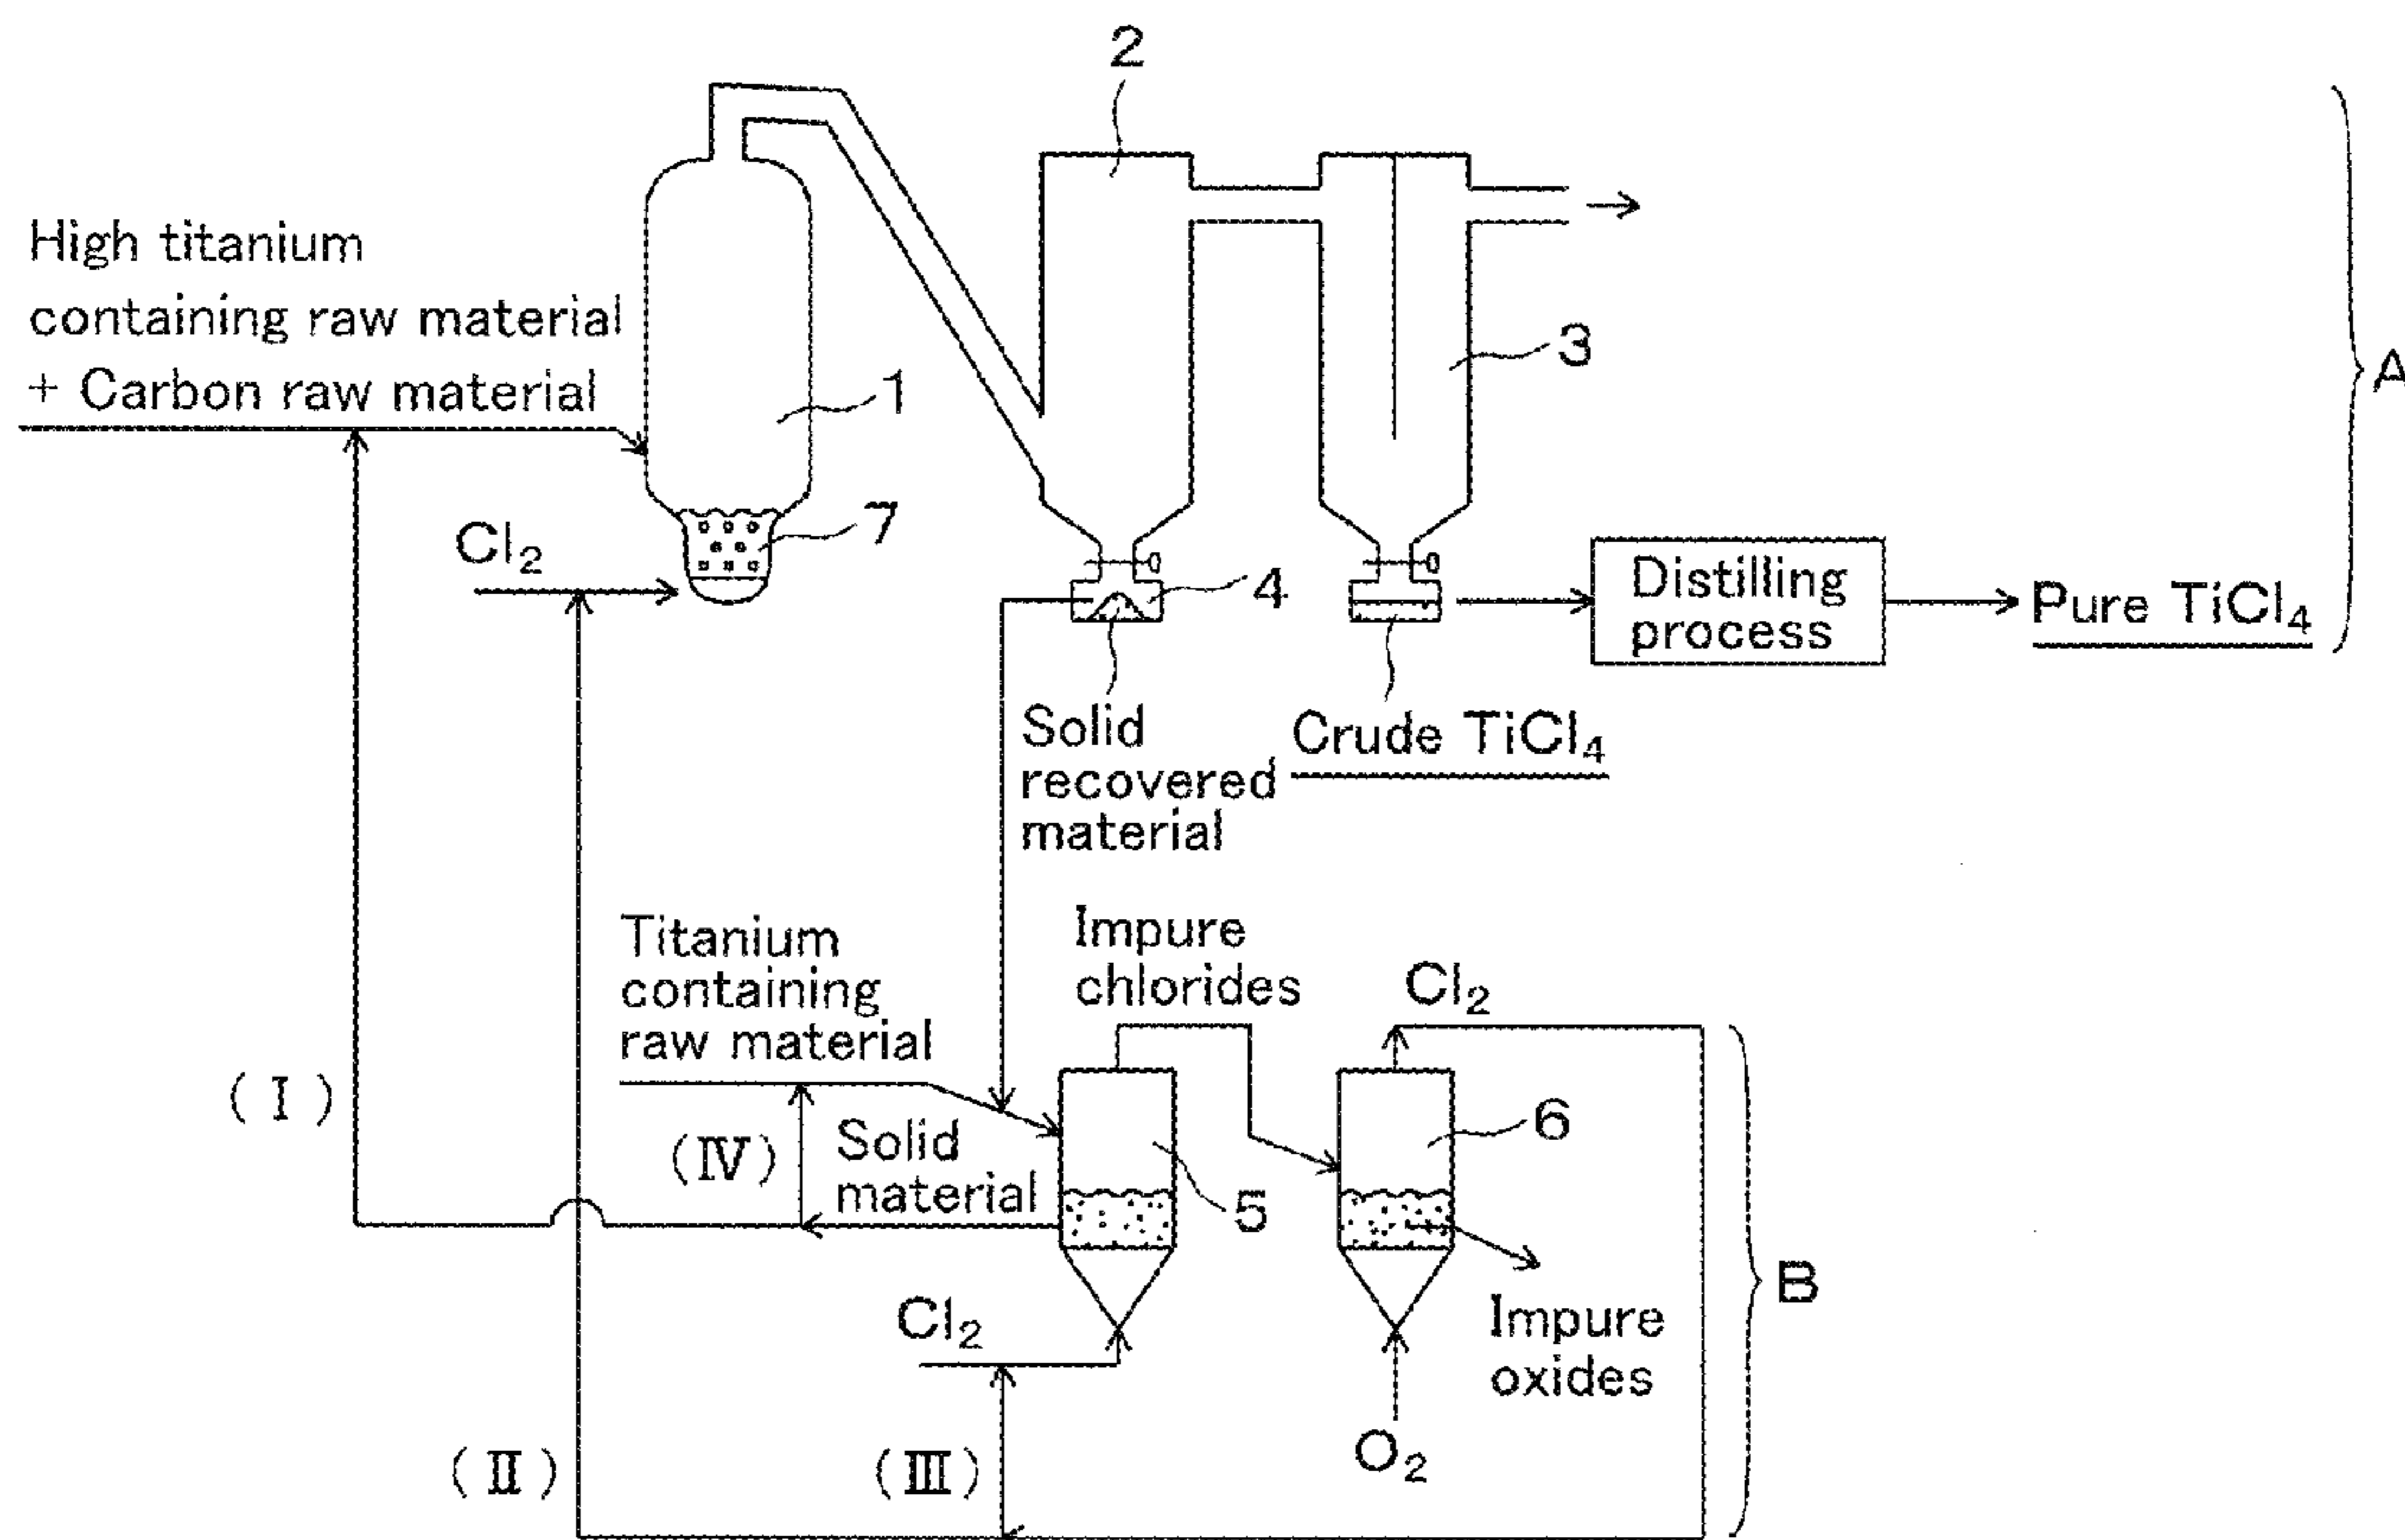 2
High titanium
containing raw material
+ Carbon raw material
1
3
A
Cl₂
7
4
Distilling
process
Pure TiCl₄
Solid
recovered
material
Crude TiCl₄
Titanium
containing
raw material
Impure
chlorides
Cl₂
(Ⅰ)
(Ⅳ)
Solid
material
5
6
B
Cl₂
Impure
oxides
O₂
(Ⅱ)
(Ⅲ)